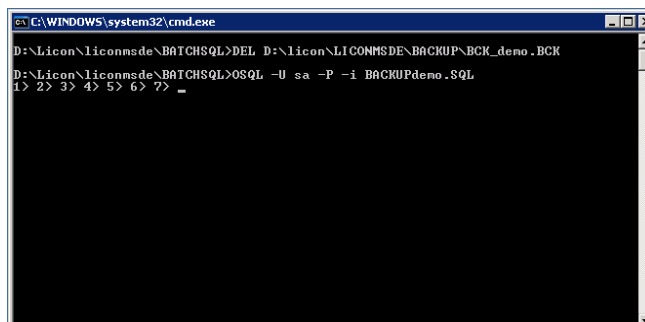 C:\WINDOWS\system32\cmd.exe
D:\Licon\liconmsde\BATCHSQL>DEL D:\licon\LICONMSDE\BACKUP\BCK_demo.BCK
D:\Licon\liconmsde\BATCHSQL>OSQL -U sa -P -i BACKUPdemo.SQL
1> 2> 3> 4> 5> 6> 7> _